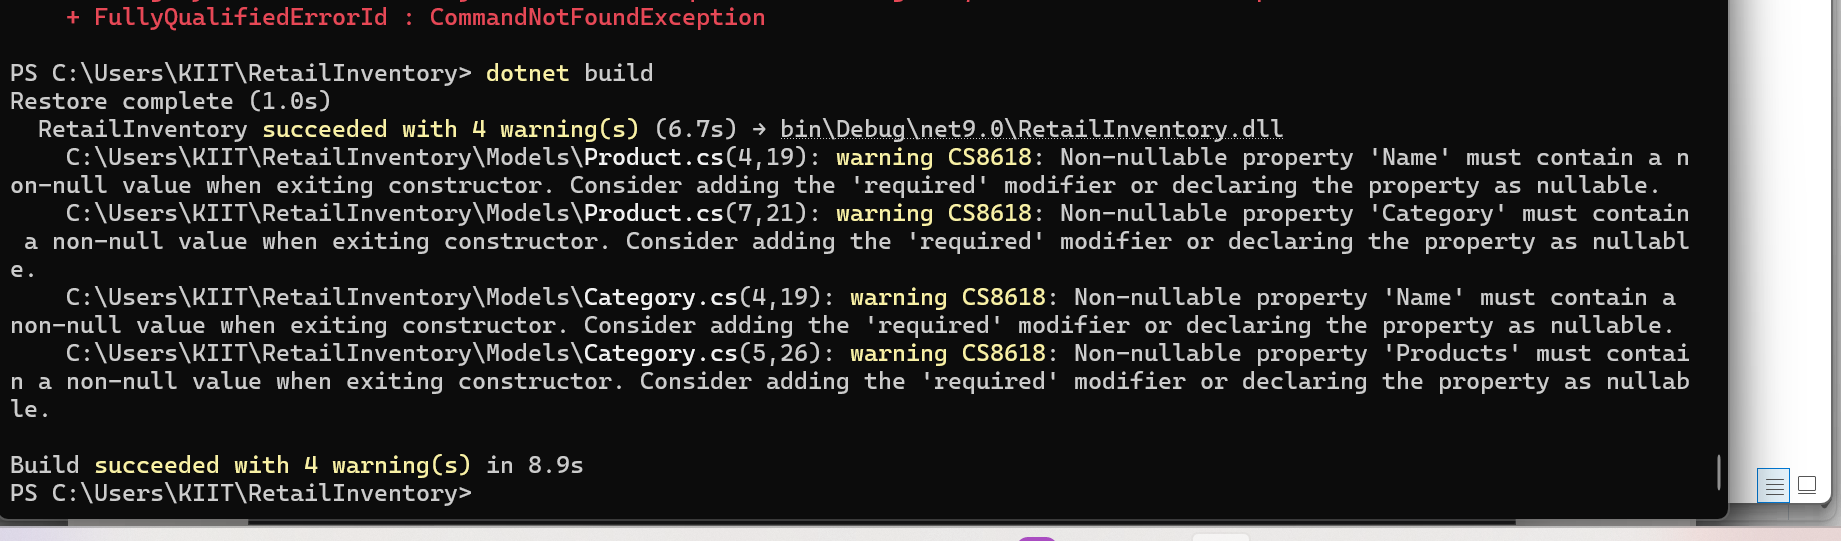 + FullyQualifiedErrorId : CommandNotFoundException
PS C:\Users\KIIT\RetailInventory> dotnet build
Restore complete (1.0s)
  RetailInventory succeeded with 4 warning(s) (6.7s) → bin\Debug\net9.0\RetailInventory.dll
    C:\Users\KIIT\RetailInventory\Models\Product.cs(4,19): warning CS8618: Non-nullable property 'Name' must contain a n
on-null value when exiting constructor. Consider adding the 'required' modifier or declaring the property as nullable.
    C:\Users\KIIT\RetailInventory\Models\Product.cs(7,21): warning CS8618: Non-nullable property 'Category' must contain
 a non-null value when exiting constructor. Consider adding the 'required' modifier or declaring the property as nullabl
e.
    C:\Users\KIIT\RetailInventory\Models\Category.cs(4,19): warning CS8618: Non-nullable property 'Name' must contain a
non-null value when exiting constructor. Consider adding the 'required' modifier or declaring the property as nullable.
    C:\Users\KIIT\RetailInventory\Models\Category.cs(5,26): warning CS8618: Non-nullable property 'Products' must contai
n a non-null value when exiting constructor. Consider adding the 'required' modifier or declaring the property as nullab
le.
Build succeeded with 4 warning(s) in 8.9s
PS C:\Users\KIIT\RetailInventory>